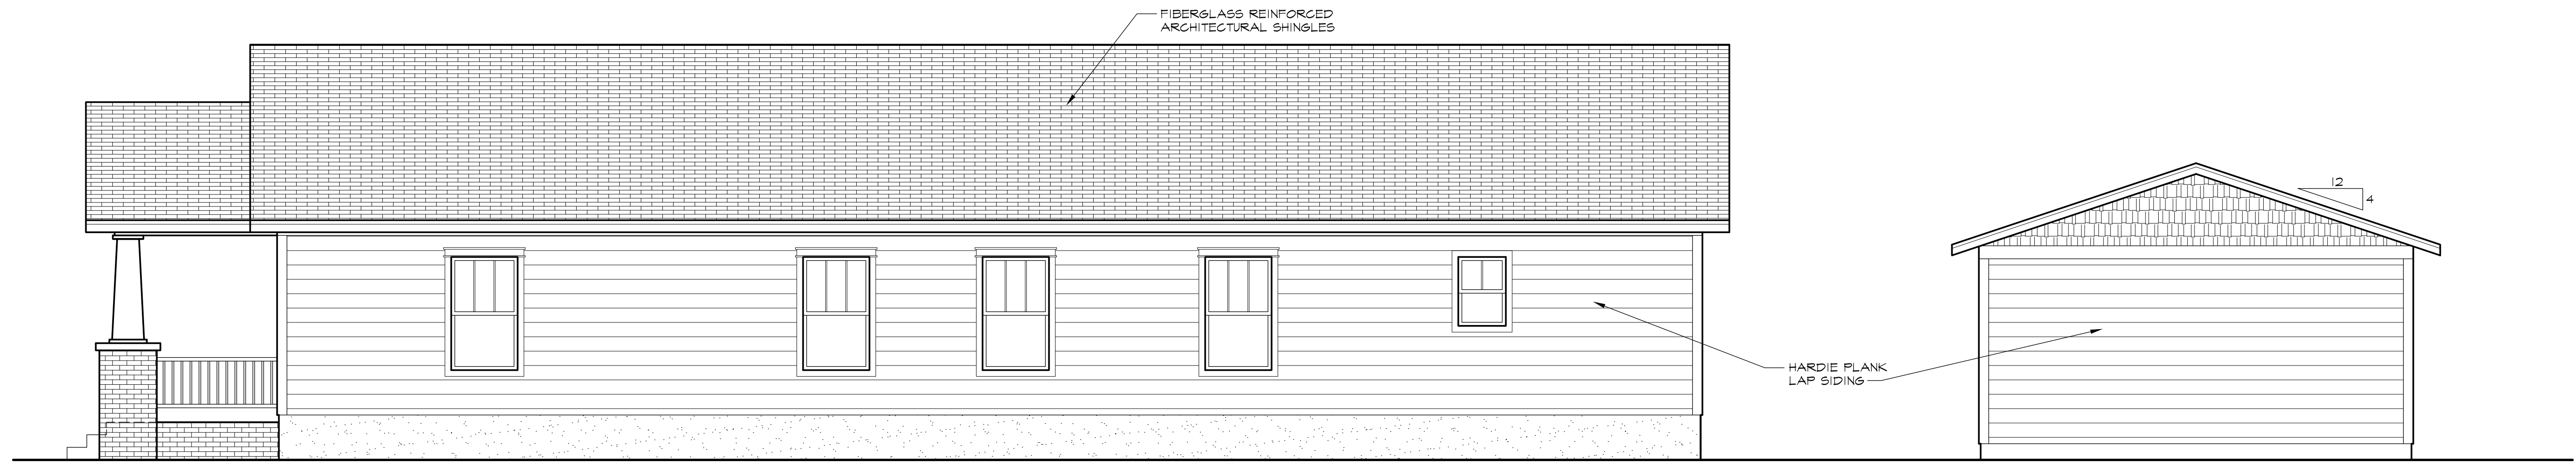 FIBERGLASS REINFORCED
ARCHITECTURAL SHINGLES
12
4
HARDIE PLANK
LAP SIDING